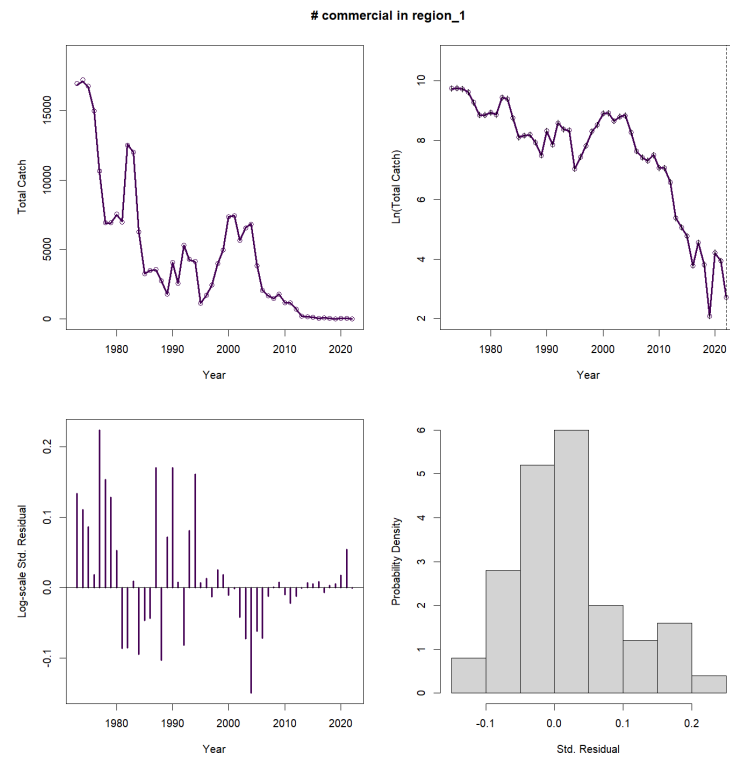 # commercial in region_1
Total Catch
15000
10000
5000
0
1980 1990 2000 2010 2020
Year
Ln(Total Catch)
10
8
6
4
2
1980 1990 2000 2010 2020
Year
Log-scale Std. Residual
0.2
0.1
0.0
-0.1
1980 1990 2000 2010 2020
Year
Probability Density
6
5
4
3
2
1
0
-0.1 0.0 0.1 0.2
Std. Residual